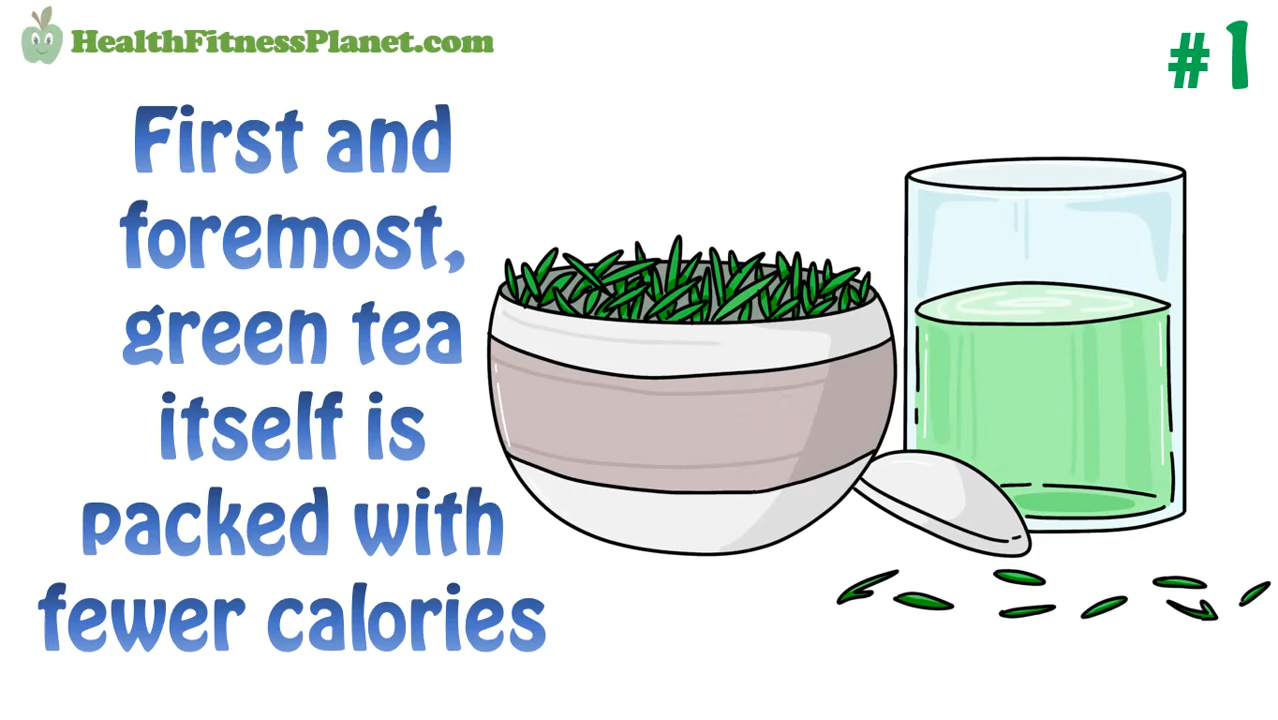 HealthFitnessPlanet.com
#1
First and
foremost,
green tea
itself is
packed with
fewer calories